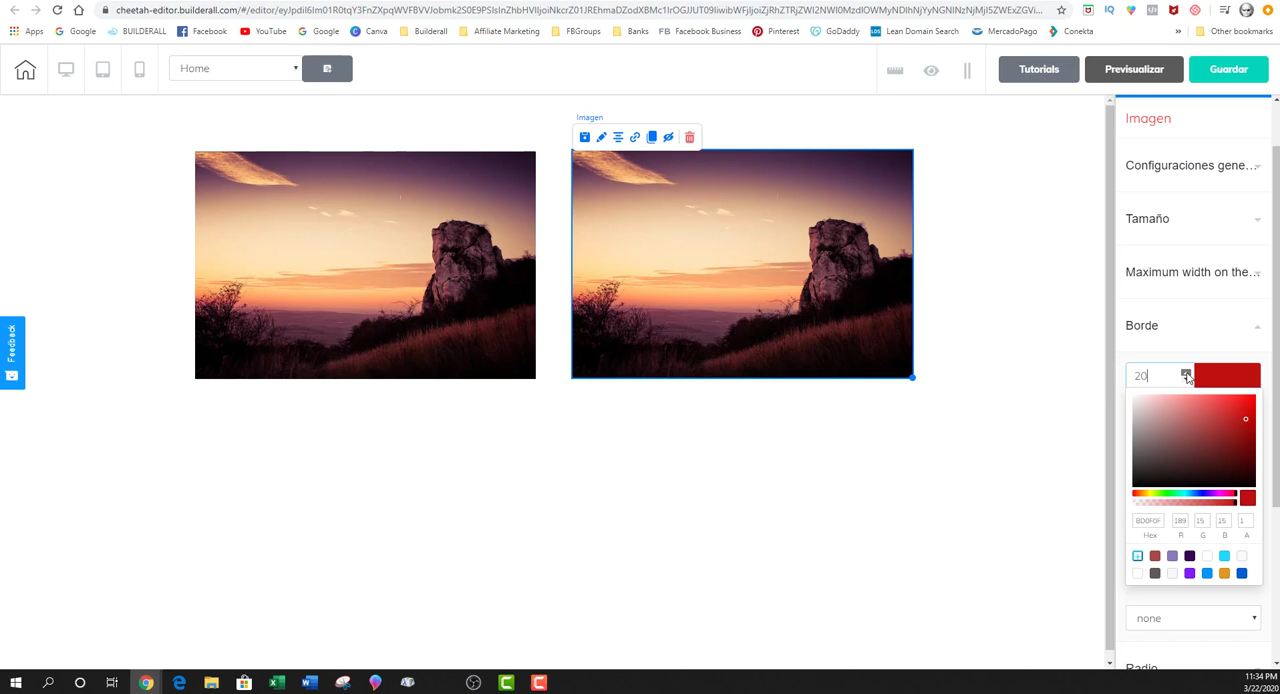 cheetah-editor.builderall.com/#/editor/
Apps Google BUILDERALL Facebook YouTube Google Canva Builderall Affiliate Marketing FBGroups Banks FB Facebook Business Pinterest GoDaddy LDS Lean Domain Search MercadoPago Conekta » Other bookmarks
Home Tutorials Previsualizar Guardar
Imagen
Imagen
Configuraciones gene...
Tamaño
Maximum width on the...
Borde
Feedback
20
BD0F0F 189 15 15 1
Hex R G B A
none
Radio
11:34 PM
3/22/2020